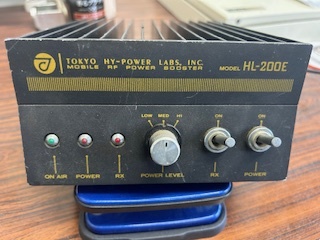 TOKYO HY-POWER LABS, INC.
MOBILE RF POWER BOOSTER
MODEL HL-200E
LOW MED HI
ON ON
ON AIR POWER RX POWER LEVEL RX POWER